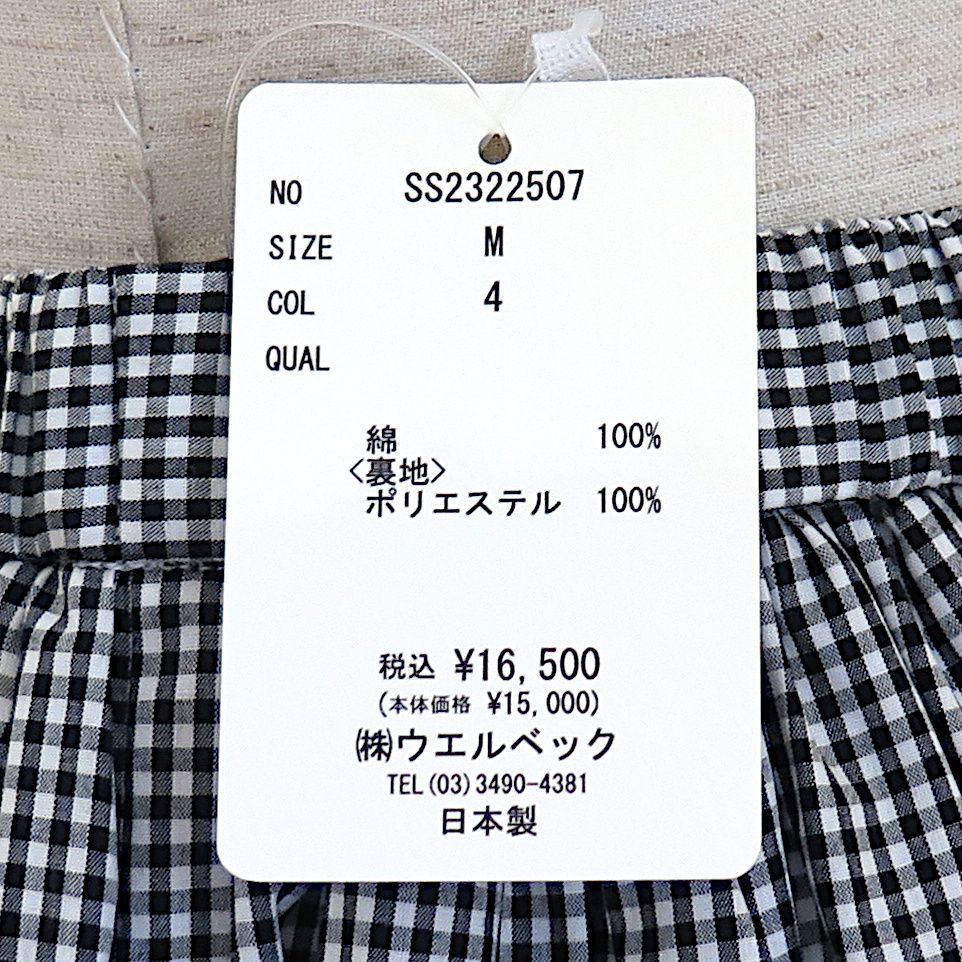 NO SS2322507
SIZE M
COL 4
QUAL
綿 100%
<裏地>
ポリエステル 100%
税込 ¥16,500
(本体価格 ¥15,000)
㈱ウエルベック
TEL(03)3490-4381
日本製